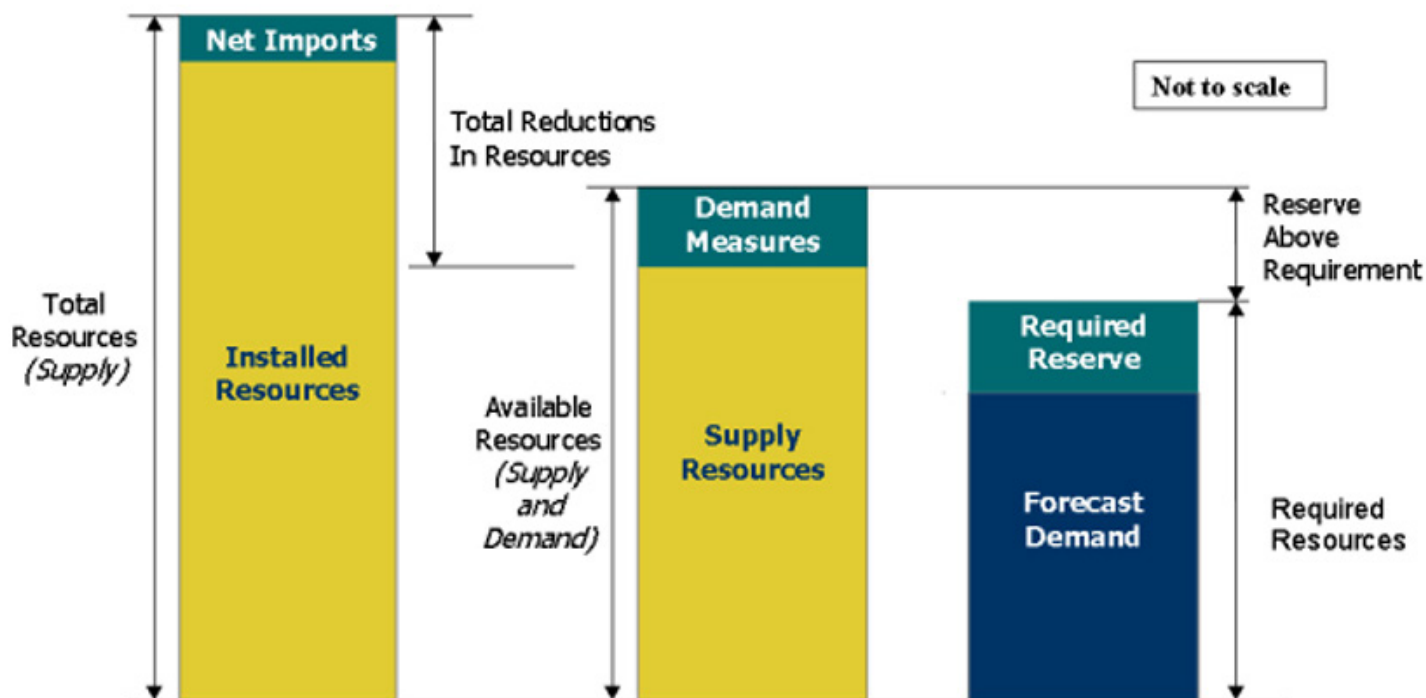 Net Imports
Not to scale
Total Reductions
In Resources
Demand
Measures
Reserve
Above
Requirement
Total
Resources
(Supply)
Installed
Resources
Required
Reserve
Available
Resources
(Supply
and
Demand)
Supply
Resources
Forecast
Demand
Required
Resources